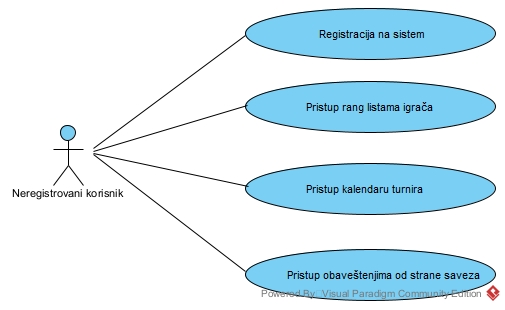 Registracija na sistem
Pristup rang listama igrača
Neregistrovani korisnik
Pristup kalendaru turnira
Pristup obaveštenjima od strane saveza
Powered By Visual Paradigm Community Edition